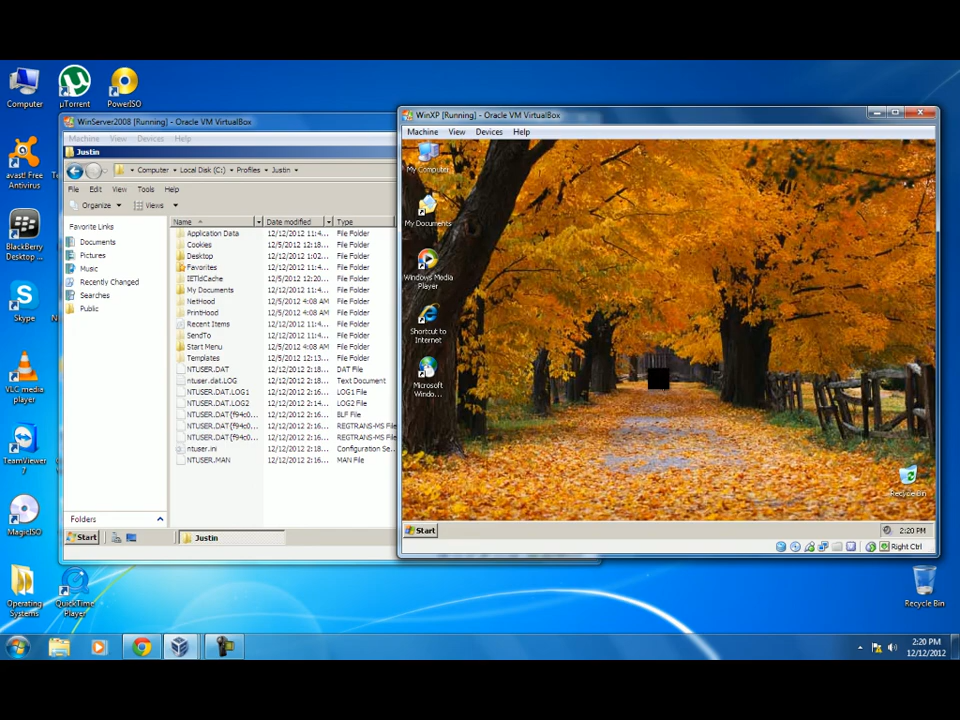 Computer
µTorrent
PowerISO
avast! Free
Antivirus
BlackBerry
Desktop ...
Skype
VLC media
player
TeamViewer
7
MagicISO
Operating
Systems
QuickTime
Player
WinServer2008 [Running] - Oracle VM VirtualBox
Machine View Devices Help
Justin
Computer Local Disk (C:) Profiles Justin
File Edit View Tools Help
Organize Views
Favorite Links
Documents
Pictures
Music
Recently Changed
Searches
Public
Folders
Name Date modified Type
Application Data 12/12/2012 11:4... File Folder
Cookies 12/5/2012 12:18... File Folder
Desktop 12/12/2012 1:02... File Folder
Favorites 12/12/2012 11:4... File Folder
IETldCache 12/5/2012 12:20... File Folder
My Documents 12/12/2012 11:4... File Folder
NetHood 12/5/2012 4:08 AM File Folder
PrintHood 12/5/2012 4:08 AM File Folder
Recent Items 12/12/2012 11:4... File Folder
SendTo 12/12/2012 11:4... File Folder
Start Menu 12/5/2012 4:08 AM File Folder
Templates 12/5/2012 12:13... File Folder
NTUSER.DAT 12/12/2012 2:18... DAT File
ntuser.dat.LOG 12/12/2012 2:18... Text Document
NTUSER.DAT.LOG1 12/12/2012 2:16... LOG1 File
NTUSER.DAT.LOG2 12/12/2012 2:16... LOG2 File
NTUSER.DAT{f94c0... 12/12/2012 2:16... BLF File
NTUSER.DAT{f94c0... 12/12/2012 2:16... REGTRANS-MS File
NTUSER.DAT{f94c0... 12/12/2012 2:16... REGTRANS-MS File
ntuser.ini 12/12/2012 2:18... Configuration Se...
NTUSER.MAN 12/12/2012 2:16... MAN File
Start Justin
WinXP [Running] - Oracle VM VirtualBox
Machine View Devices Help
My Computer
My Documents
Windows Media
Player
Shortcut to
Internet
Microsoft
Windo...
Recycle Bin
Start 2:20 PM
Right Ctrl
Recycle Bin
2:20 PM
12/12/2012